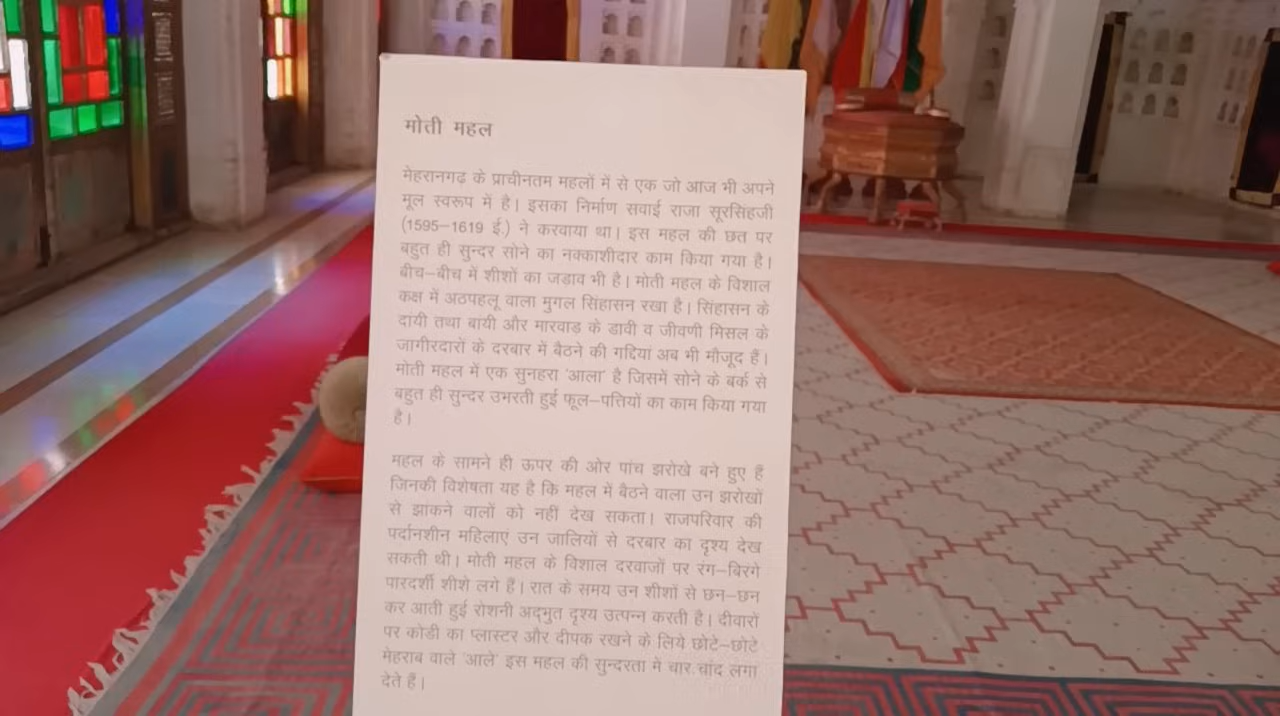 मोती महल
मेहरानगढ़ के प्राचीनतम महलों में से एक जो आज भी अपने
मूल स्वरूप में है। इसका निर्माण सवाई राजा सूरसिंहजी
(1595–1619 ई.) ने करवाया था। इस महल की छत पर
बहुत ही सुन्दर सोने का नक्काशीदार काम किया गया है।
बीच–बीच में शीशों का जडाव भी है। मोती महल के विशाल
कक्ष में अठपहलू वाला मुगल सिंहासन रखा है। सिंहासन के
दांयी तथा बांयी और मारवाड के डावी व जीवणी मिसल के
जागीरदारों के दरबार में बैठने की गद्दियां अब भी मौजूद हैं।
मोती महल में एक सुनहरा 'आला' है जिसमें सोने के बर्क से
बहुत ही सुन्दर उभरती हुई फूल–पत्तियों का काम किया गया
है।
महल के सामने ही ऊपर की ओर पांच झरोखे बने हुए हैं
जिनकी विशेषता यह है कि महल में बैठने वाला उन झरोखों
से झांकने वालों को नहीं देख सकता। राजपरिवार की
पर्दानशीन महिलाएं उन जालियों से दरबार का दृश्य देख
सकती थी। मोती महल के विशाल दरवाजों पर रंग–बिरंगे
पारदर्शी शीशे लगे हैं। रात के समय उन शीशों से छन–छन
कर आती हुई रोशनी अद्भुत दृश्य उत्पन्न करती है। दीवारों
पर कोडी का प्लास्टर और दीपक रखने के लिये छोटे–छोटे
मेहराब वाले 'आले' इस महल की सुन्दरता में चार चांद लगा
देते हैं।